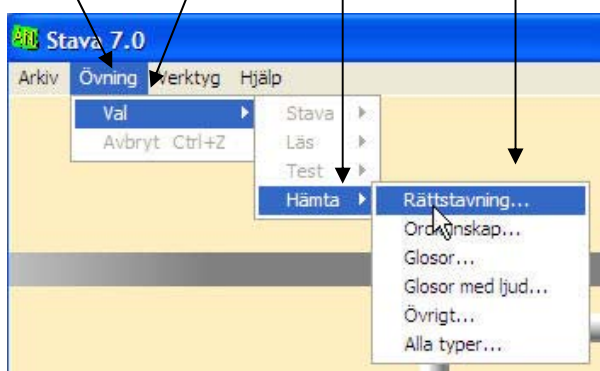 Stava 7.0
Arkiv Övning Verktyg Hjälp
Val
Avbryt Ctrl+Z
Stava
Läs
Test
Hämta
Rättstavning...
Ordkunskap...
Glosor...
Glosor med ljud...
Övrigt...
Alla typer...